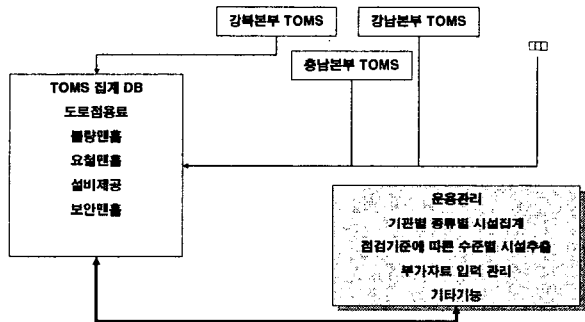 강북본부 TOMS
강남본부 TOMS
충남본부 TOMS
□□□
TOMS 집계 DB
도로점용료
불량맨홀
요철맨홀
설비제공
보안맨홀
운용관리
기관별 종류별 시설집계
점검기준에 따른 수준별 시설추출
부가자료 입력 관리
기타기능